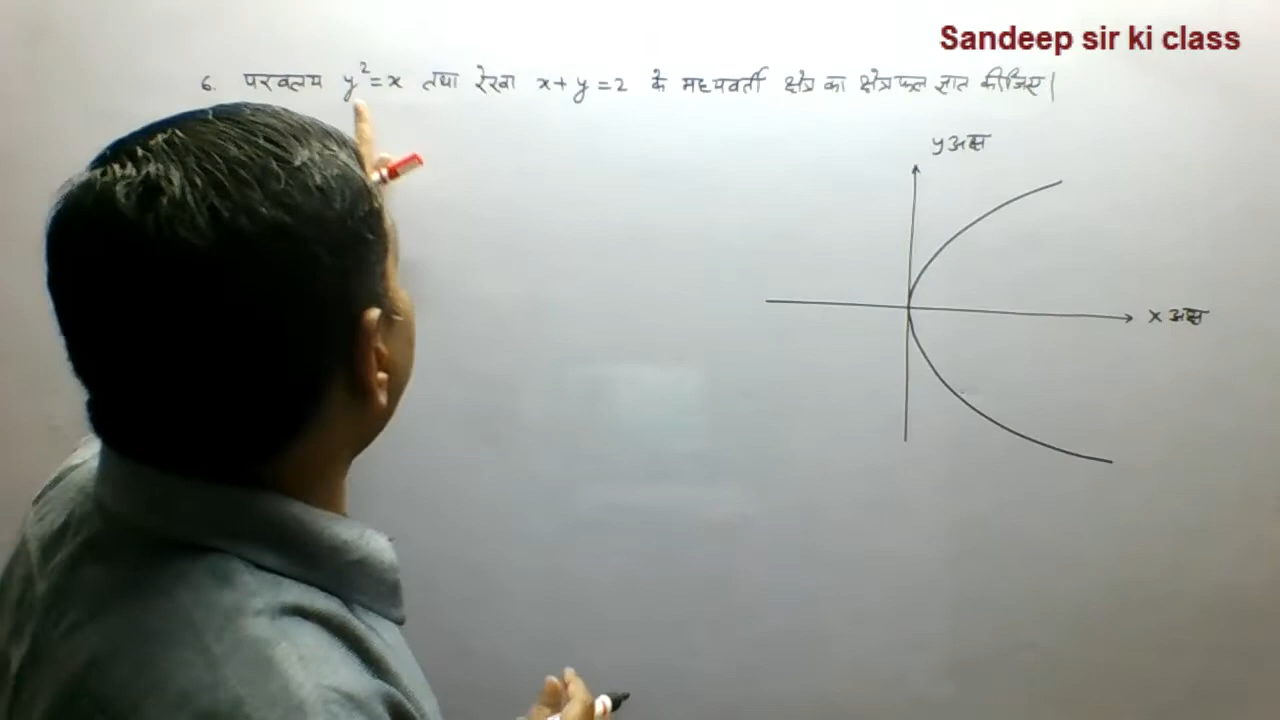 Sandeep sir ki class
6. परवलय y²=x तथा रेखा x+y=2 के मध्यवर्ती क्षेत्र का क्षेत्रफल ज्ञात कीजिए।
y अक्ष
x अक्ष